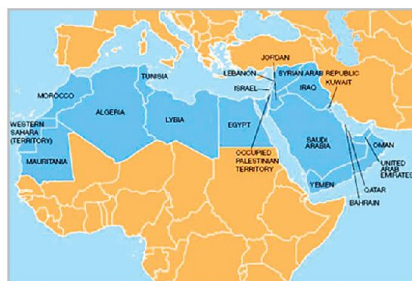 JORDAN
TUNISIA
LEBANON
SYRIAN ARAB
REPUBLIC
KUWAIT
MOROCCO
ISRAEL
IRAQ
ALGERIA
LYBIA
EGYPT
WESTERN
SAHARA
(TERRITORY)
SAUDI
ARABIA
OMAN
MAURITANIA
OCCUPIED
PALESTINIAN
TERRITORY
UNITED
ARAB
EMIRATES
YEMEN
QATAR
BAHRAIN